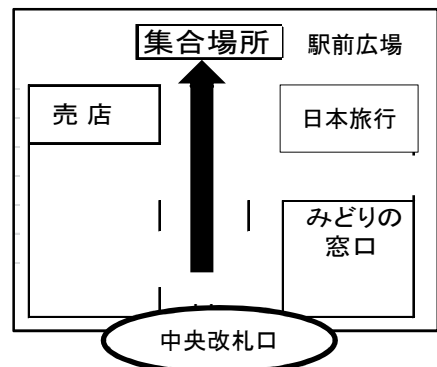 集合場所
駅前広場
売 店
日本旅行
みどりの
窓口
中央改札口